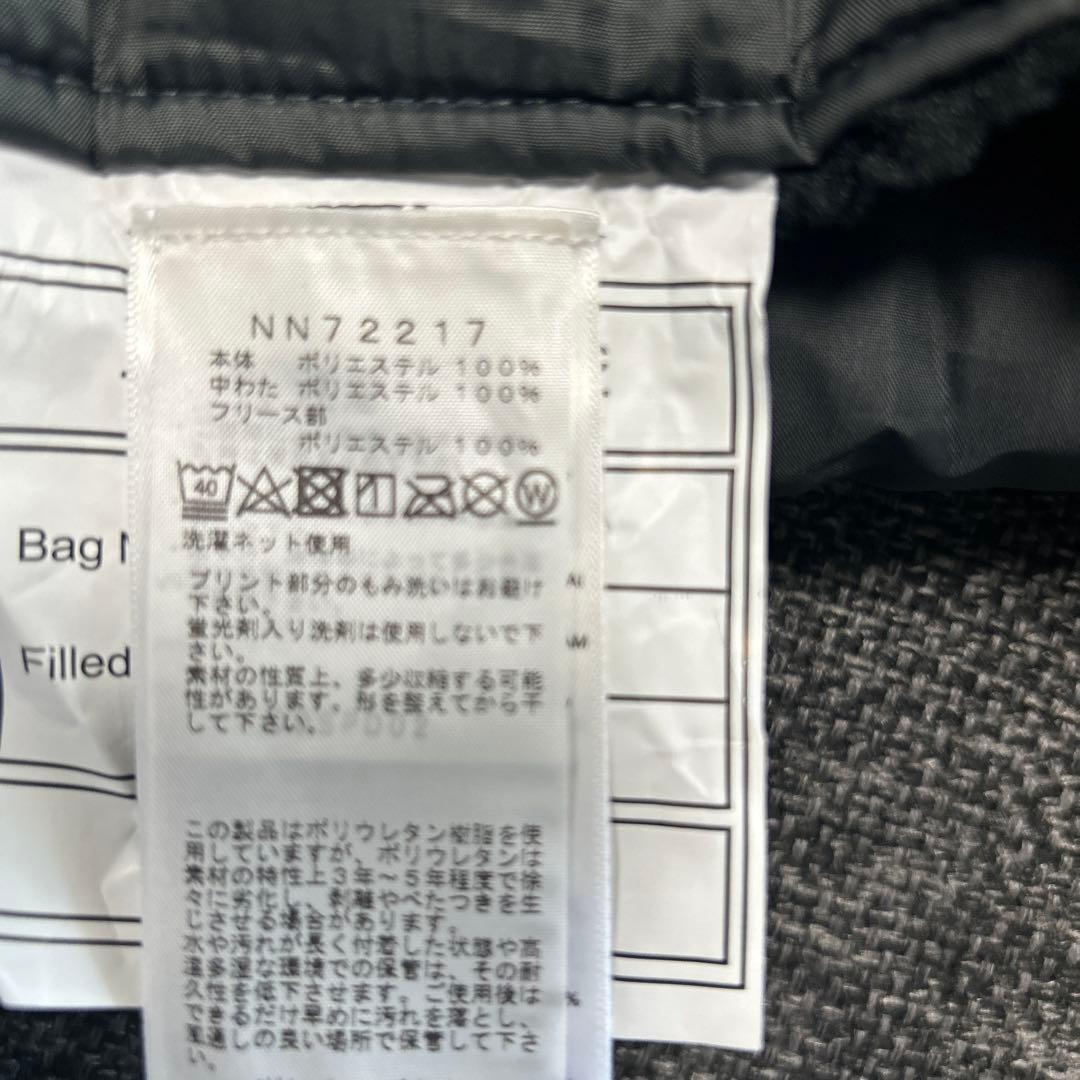 NN72217
本体 ポリエステル 100%
中わた ポリエステル 100%
フリース部
ポリエステル 100%
40
W
洗濯ネット使用
プリント部分のもみ洗いはお避け
下さい。
蛍光剤入り洗剤は使用しないで下
さい。
素材の性質上、多少収縮する可能
性があります。形を整えてから干
して下さい。
この製品はポリウレタン樹脂を使
用していますが、ポリウレタンは
素材の特性上3年～5年程度で徐
々に劣化し、剥離やべたつきを生
じさせる場合があります。
水や汚れが長く付着した状態や高
温多湿な環境での保管は、その耐
久性を低下させます。ご使用後は
できるだけ早めに汚れを落とし、
風通しの良い場所で保管して下さ
い。
Bag
Filled